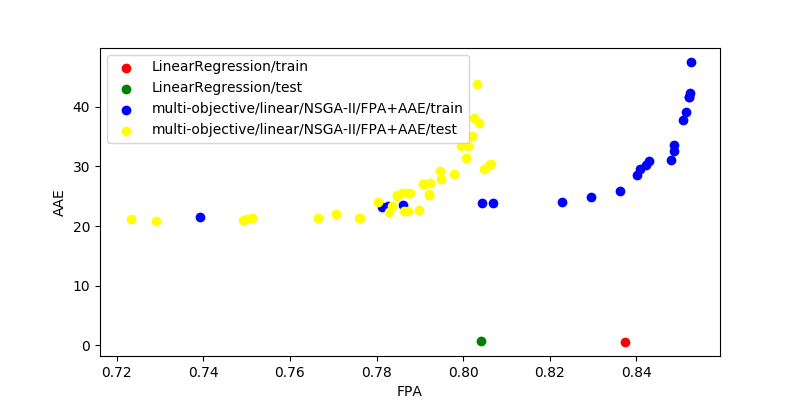 LinearRegression/train
LinearRegression/test
multi-objective/linear/NSGA-II/FPA+AAE/train
multi-objective/linear/NSGA-II/FPA+AAE/test
AAE
40
30
20
10
0
0.72 0.74 0.76 0.78 0.80 0.82 0.84
FPA